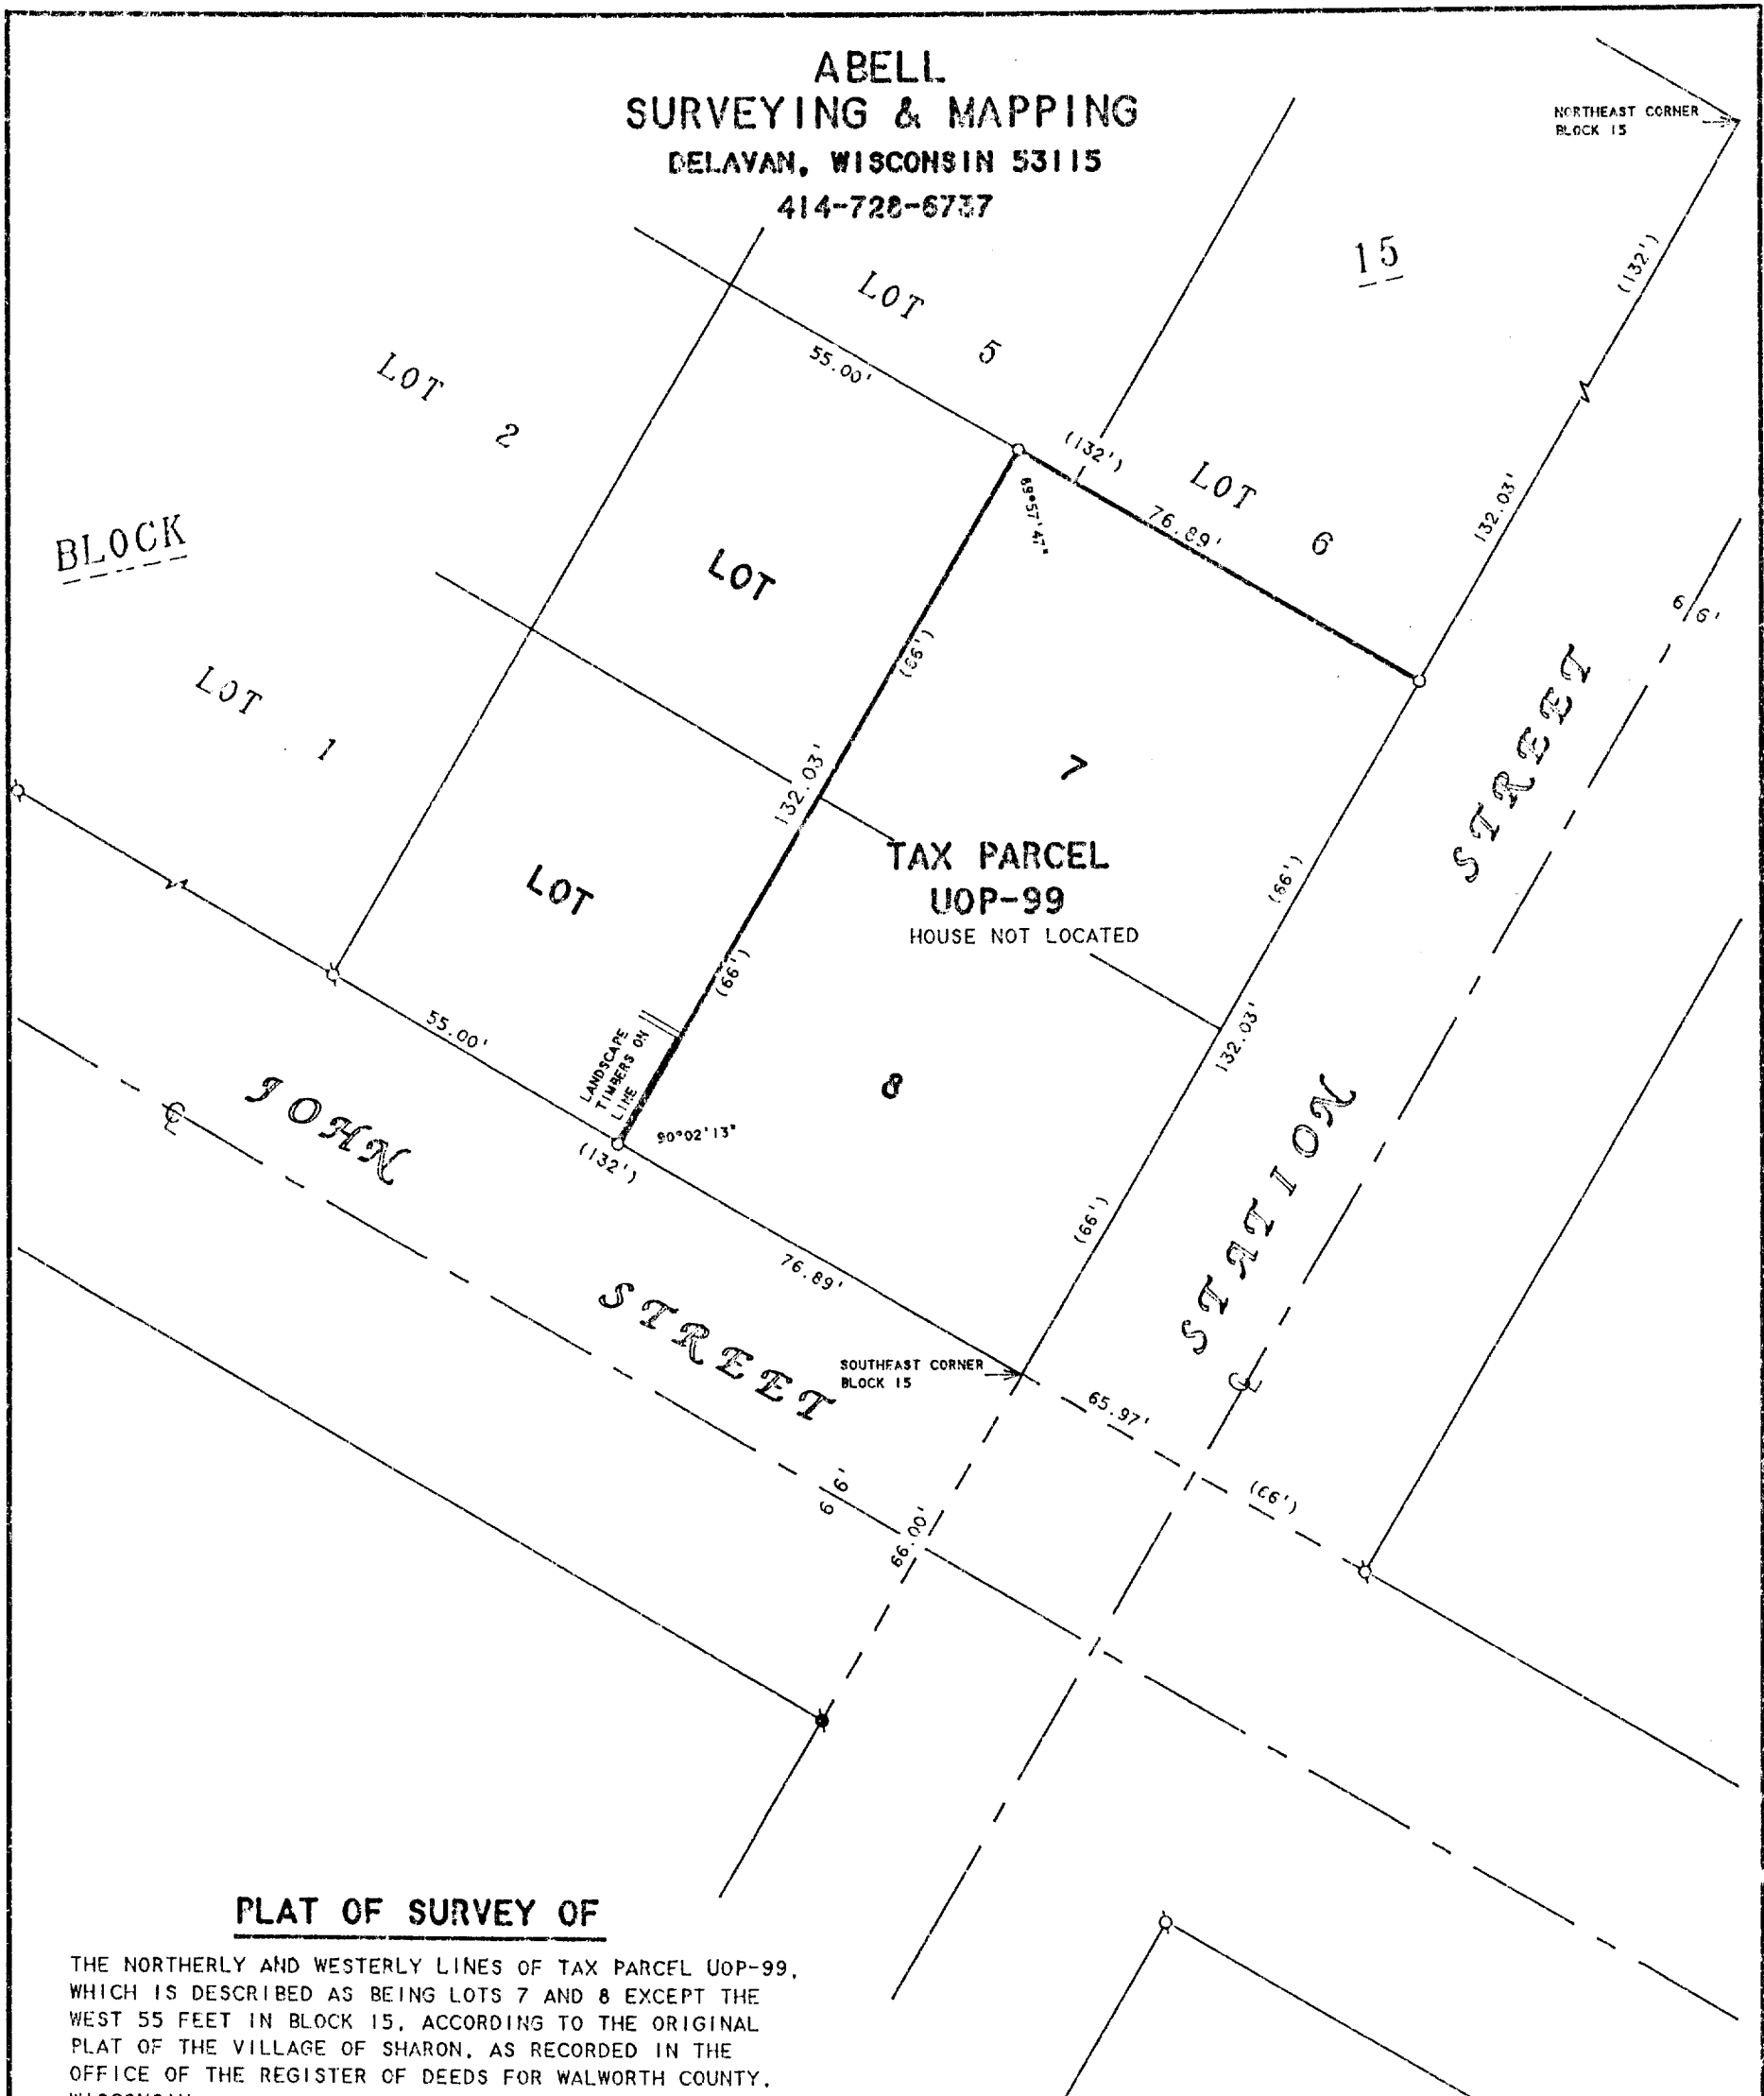 ABELL
SURVEYING & MAPPING
DELAVAN, WISCONSIN 53115
414-728-6737
NORTHEAST CORNER
BLOCK 15
15
(132')
LOT 5
55.00'
LOT 2
(132')
LOT 6
76.89'
132.03'
89°57'47"
BLOCK
LOT
66'
(66')
STREET
LOT 1
7
132.03'
TAX PARCEL
UOP-99
HOUSE NOT LOCATED
(66')
LOT
(66')
55.00'
LANDSCAPE
TIMBERS ON
LINE
132.03'
8
JOHN
90°02'13"
(132')
STATION
(66')
76.89'
STREET
SOUTHEAST CORNER
BLOCK 15
65.97'
66'
(66')
66.00'
PLAT OF SURVEY OF
THE NORTHERLY AND WESTERLY LINES OF TAX PARCEL UOP-99,
WHICH IS DESCRIBED AS BEING LOTS 7 AND 8 EXCEPT THE
WEST 55 FEET IN BLOCK 15, ACCORDING TO THE ORIGINAL
PLAT OF THE VILLAGE OF SHARON, AS RECORDED IN THE
OFFICE OF THE REGISTER OF DEEDS FOR WALWORTH COUNTY,